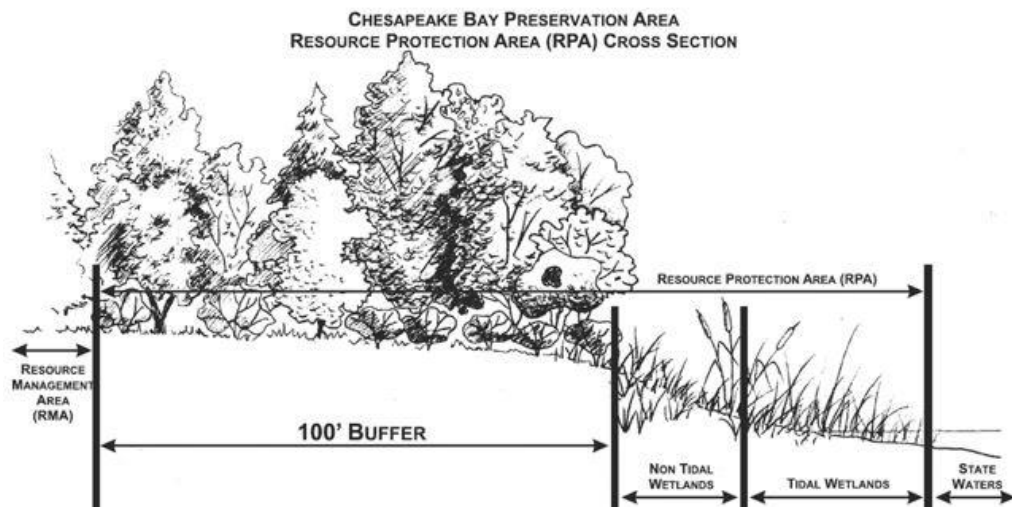 CHESAPEAKE BAY PRESERVATION AREA
RESOURCE PROTECTION AREA (RPA) CROSS SECTION
RESOURCE PROTECTION AREA (RPA)
RESOURCE
MANAGEMENT
AREA
(RMA)
100' BUFFER
NON TIDAL
WETLANDS
TIDAL WETLANDS
STATE
WATERS